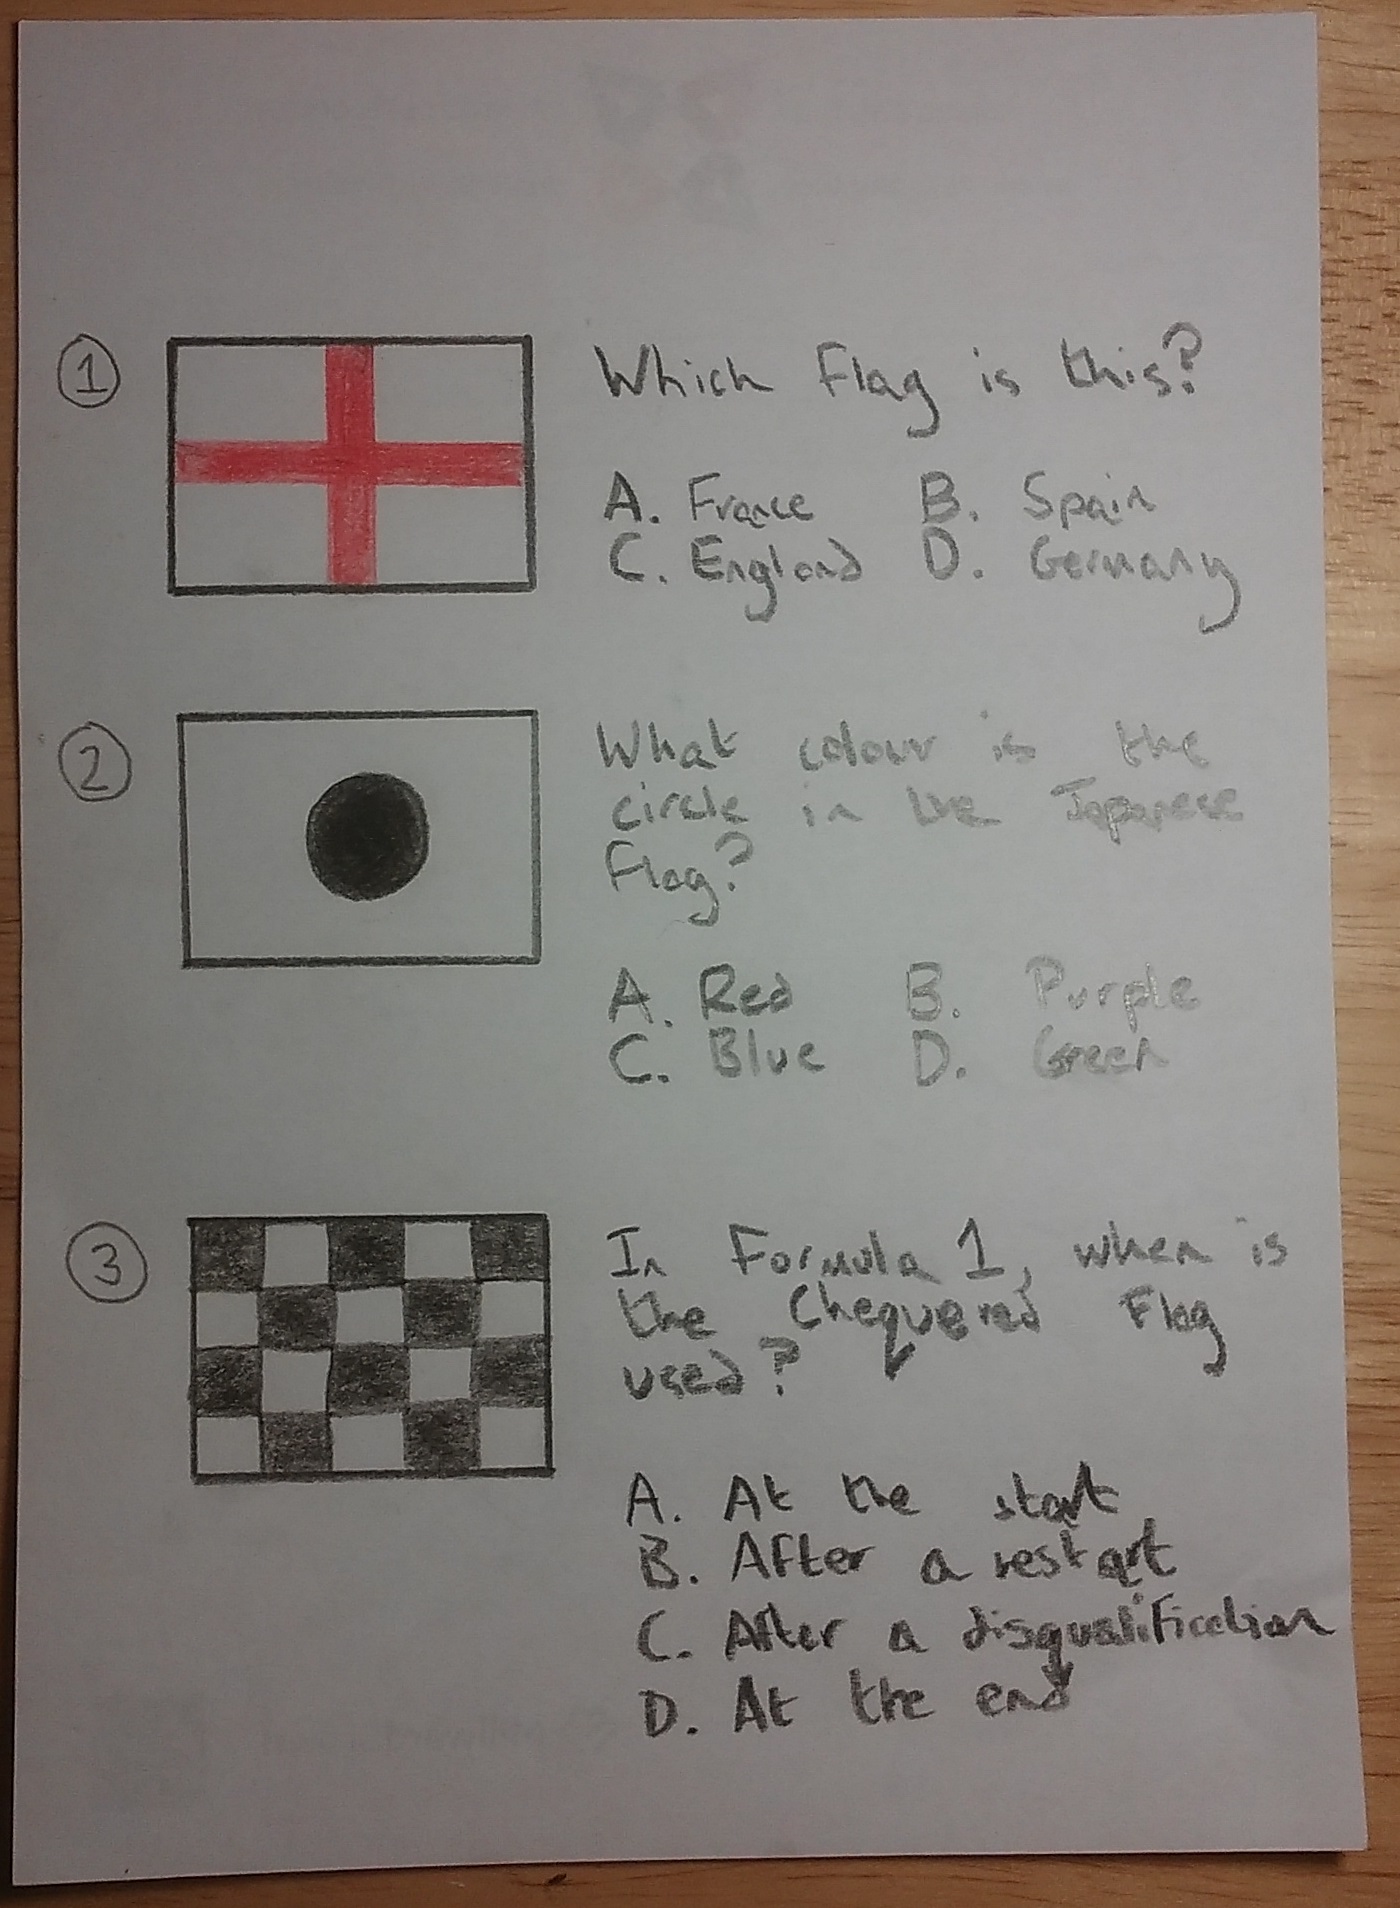 1 Which Flag is this?
A. France B. Spain
C. England D. Germany
2 What colour is the
circle in the Japanese
Flag?
A. Red B. Purple
C. Blue D. Green
3 In Formula 1, when is
the Chequered Flag
used?
A. At the start
B. After a restart
C. After a disqualification
D. At the end